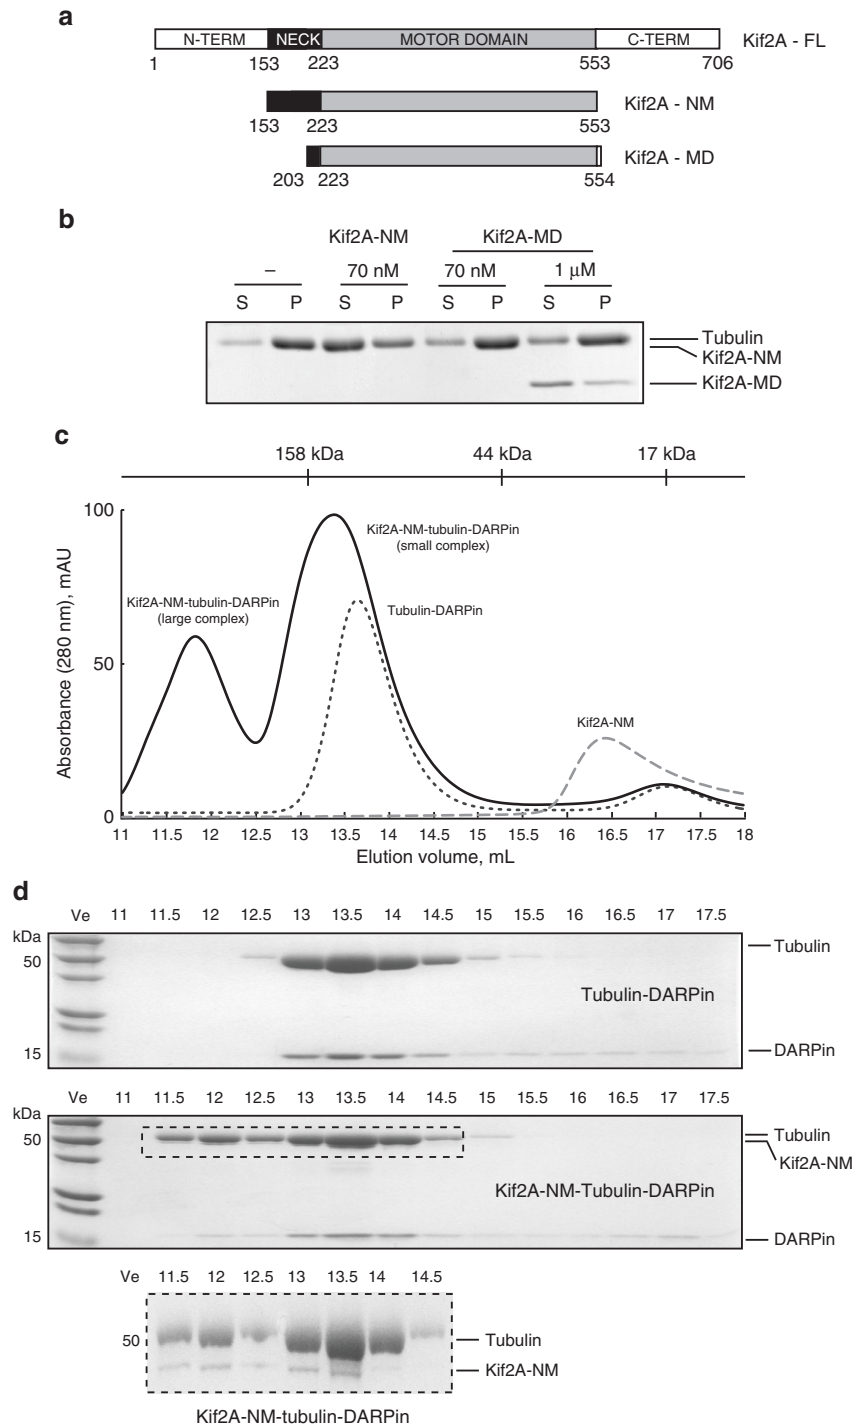 a
N-TERM NECK MOTOR DOMAIN C-TERM Kif2A - FL
1 153 223 553 706
Kif2A - NM
153 223 553
Kif2A - MD
203 223 554
b
Kif2A-NM Kif2A-MD
– 70 nM 70 nM 1 μM
S P S P S P S P
Tubulin
Kif2A-NM
Kif2A-MD
c
158 kDa 44 kDa 17 kDa
100
50
0
Absorbance (280 nm), mAU
Kif2A-NM-tubulin-DARPin
(small complex)
Kif2A-NM-tubulin-DARPin
(large complex)
Tubulin-DARPin
Kif2A-NM
11 11.5 12 12.5 13 13.5 14 14.5 15 15.5 16 16.5 17 17.5 18
Elution volume, mL
d
Ve 11 11.5 12 12.5 13 13.5 14 14.5 15 15.5 16 16.5 17 17.5
kDa
50
15
Tubulin
Tubulin-DARPin
DARPin
Ve 11 11.5 12 12.5 13 13.5 14 14.5 15 15.5 16 16.5 17 17.5
kDa
50
15
Tubulin
Kif2A-NM
Kif2A-NM-Tubulin-DARPin
DARPin
Ve 11.5 12 12.5 13 13.5 14 14.5
50
Tubulin
Kif2A-NM
Kif2A-NM-tubulin-DARPin